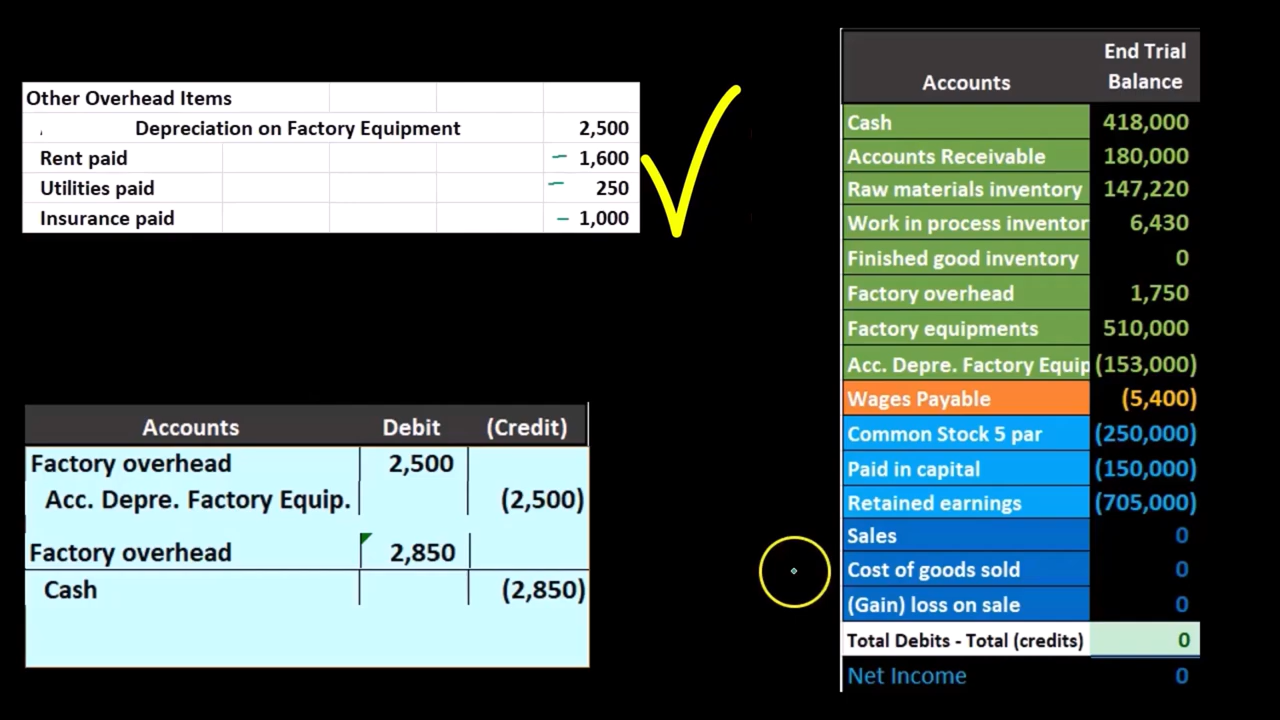 Other Overhead Items
Depreciation on Factory Equipment 2,500
Rent paid 1,600
Utilities paid 250
Insurance paid 1,000
Accounts Debit (Credit)
Factory overhead 2,500
Acc. Depre. Factory Equip. (2,500)
Factory overhead 2,850
Cash (2,850)
End Trial
Accounts Balance
Cash 418,000
Accounts Receivable 180,000
Raw materials inventory 147,220
Work in process inventor 6,430
Finished good inventory 0
Factory overhead 1,750
Factory equipments 510,000
Acc. Depre. Factory Equip (153,000)
Wages Payable (5,400)
Common Stock 5 par (250,000)
Paid in capital (150,000)
Retained earnings (705,000)
Sales 0
Cost of goods sold 0
(Gain) loss on sale 0
Total Debits - Total (credits) 0
Net Income 0